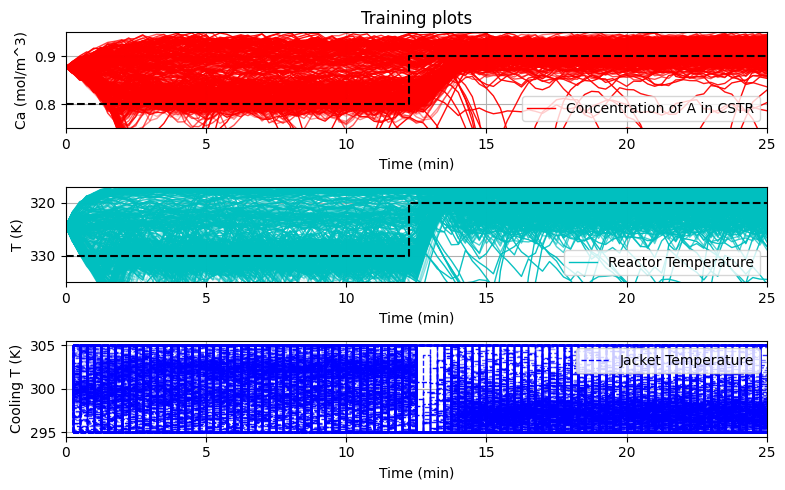 Training plots
Ca (mol/m^3)
0.9
0.8
Concentration of A in CSTR
0 5 10 15 20 25
Time (min)
T (K)
320
330
Reactor Temperature
0 5 10 15 20 25
Time (min)
Cooling T (K)
305
300
295
Jacket Temperature
0 5 10 15 20 25
Time (min)